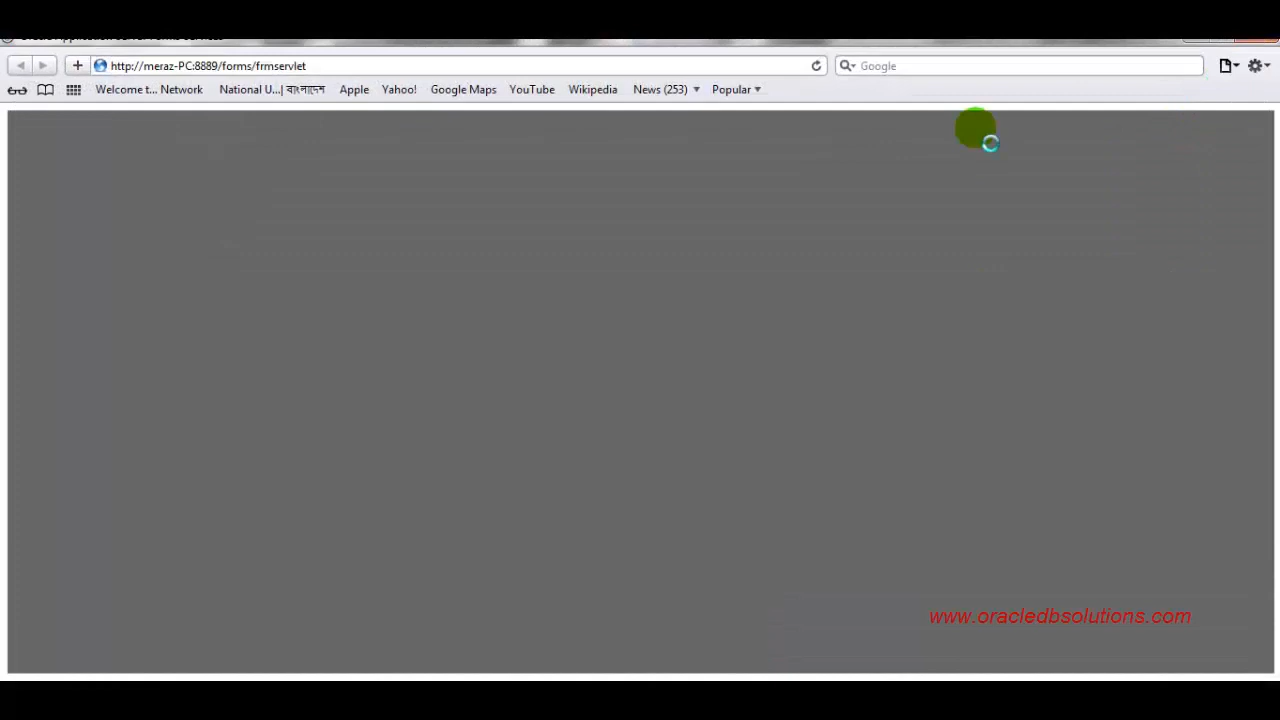 http://meraz-PC:8889/forms/frmservlet
Google
Welcome t... Network National U...| বাংলাদেশ Apple Yahoo! Google Maps YouTube Wikipedia News (253) Popular
www.oracledbsolutions.com